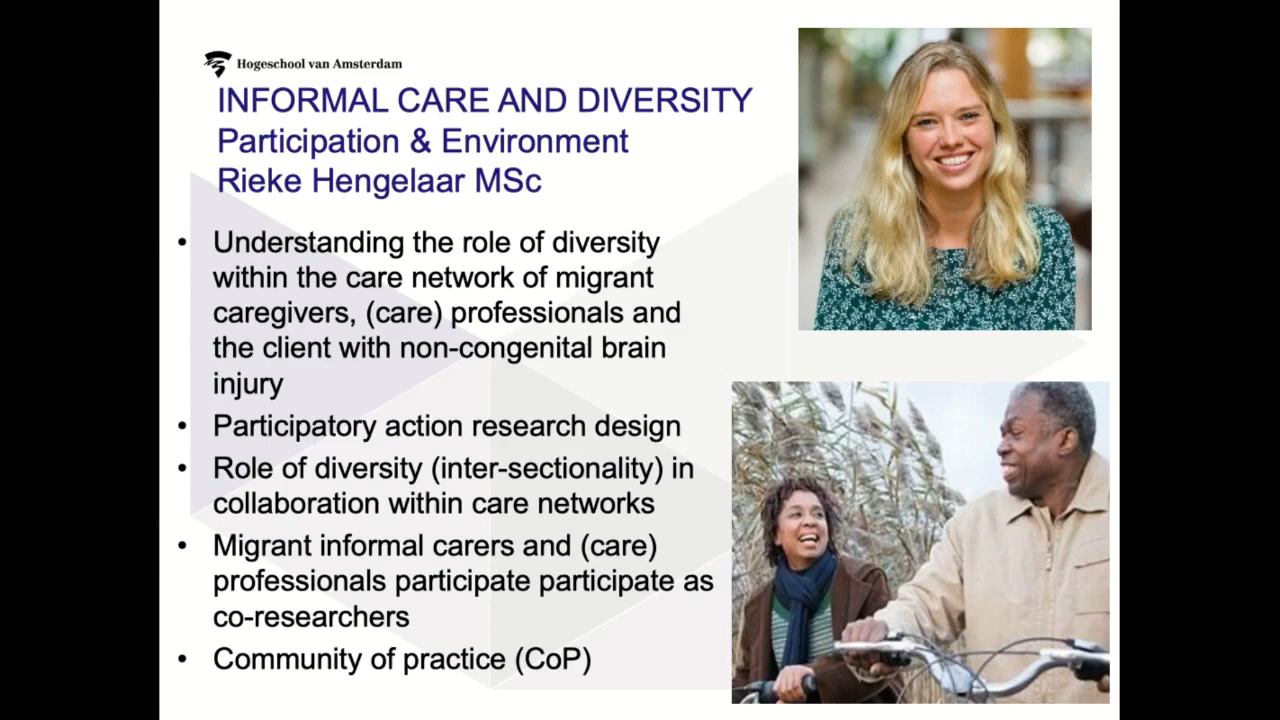 Hogeschool van Amsterdam
INFORMAL CARE AND DIVERSITY
Participation & Environment
Rieke Hengelaar MSc
• Understanding the role of diversity
within the care network of migrant
caregivers, (care) professionals and
the client with non-congenital brain
injury
• Participatory action research design
• Role of diversity (inter-sectionality) in
collaboration within care networks
• Migrant informal carers and (care)
professionals participate participate as
co-researchers
• Community of practice (CoP)